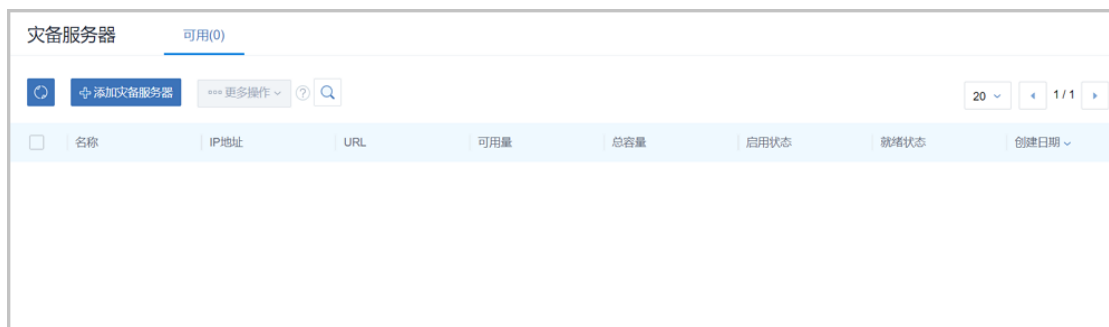 灾备服务器 可用(0)
添加灾备服务器 更多操作 ? 20 1 / 1
名称 IP地址 URL 可用量 总容量 启用状态 就绪状态 创建日期